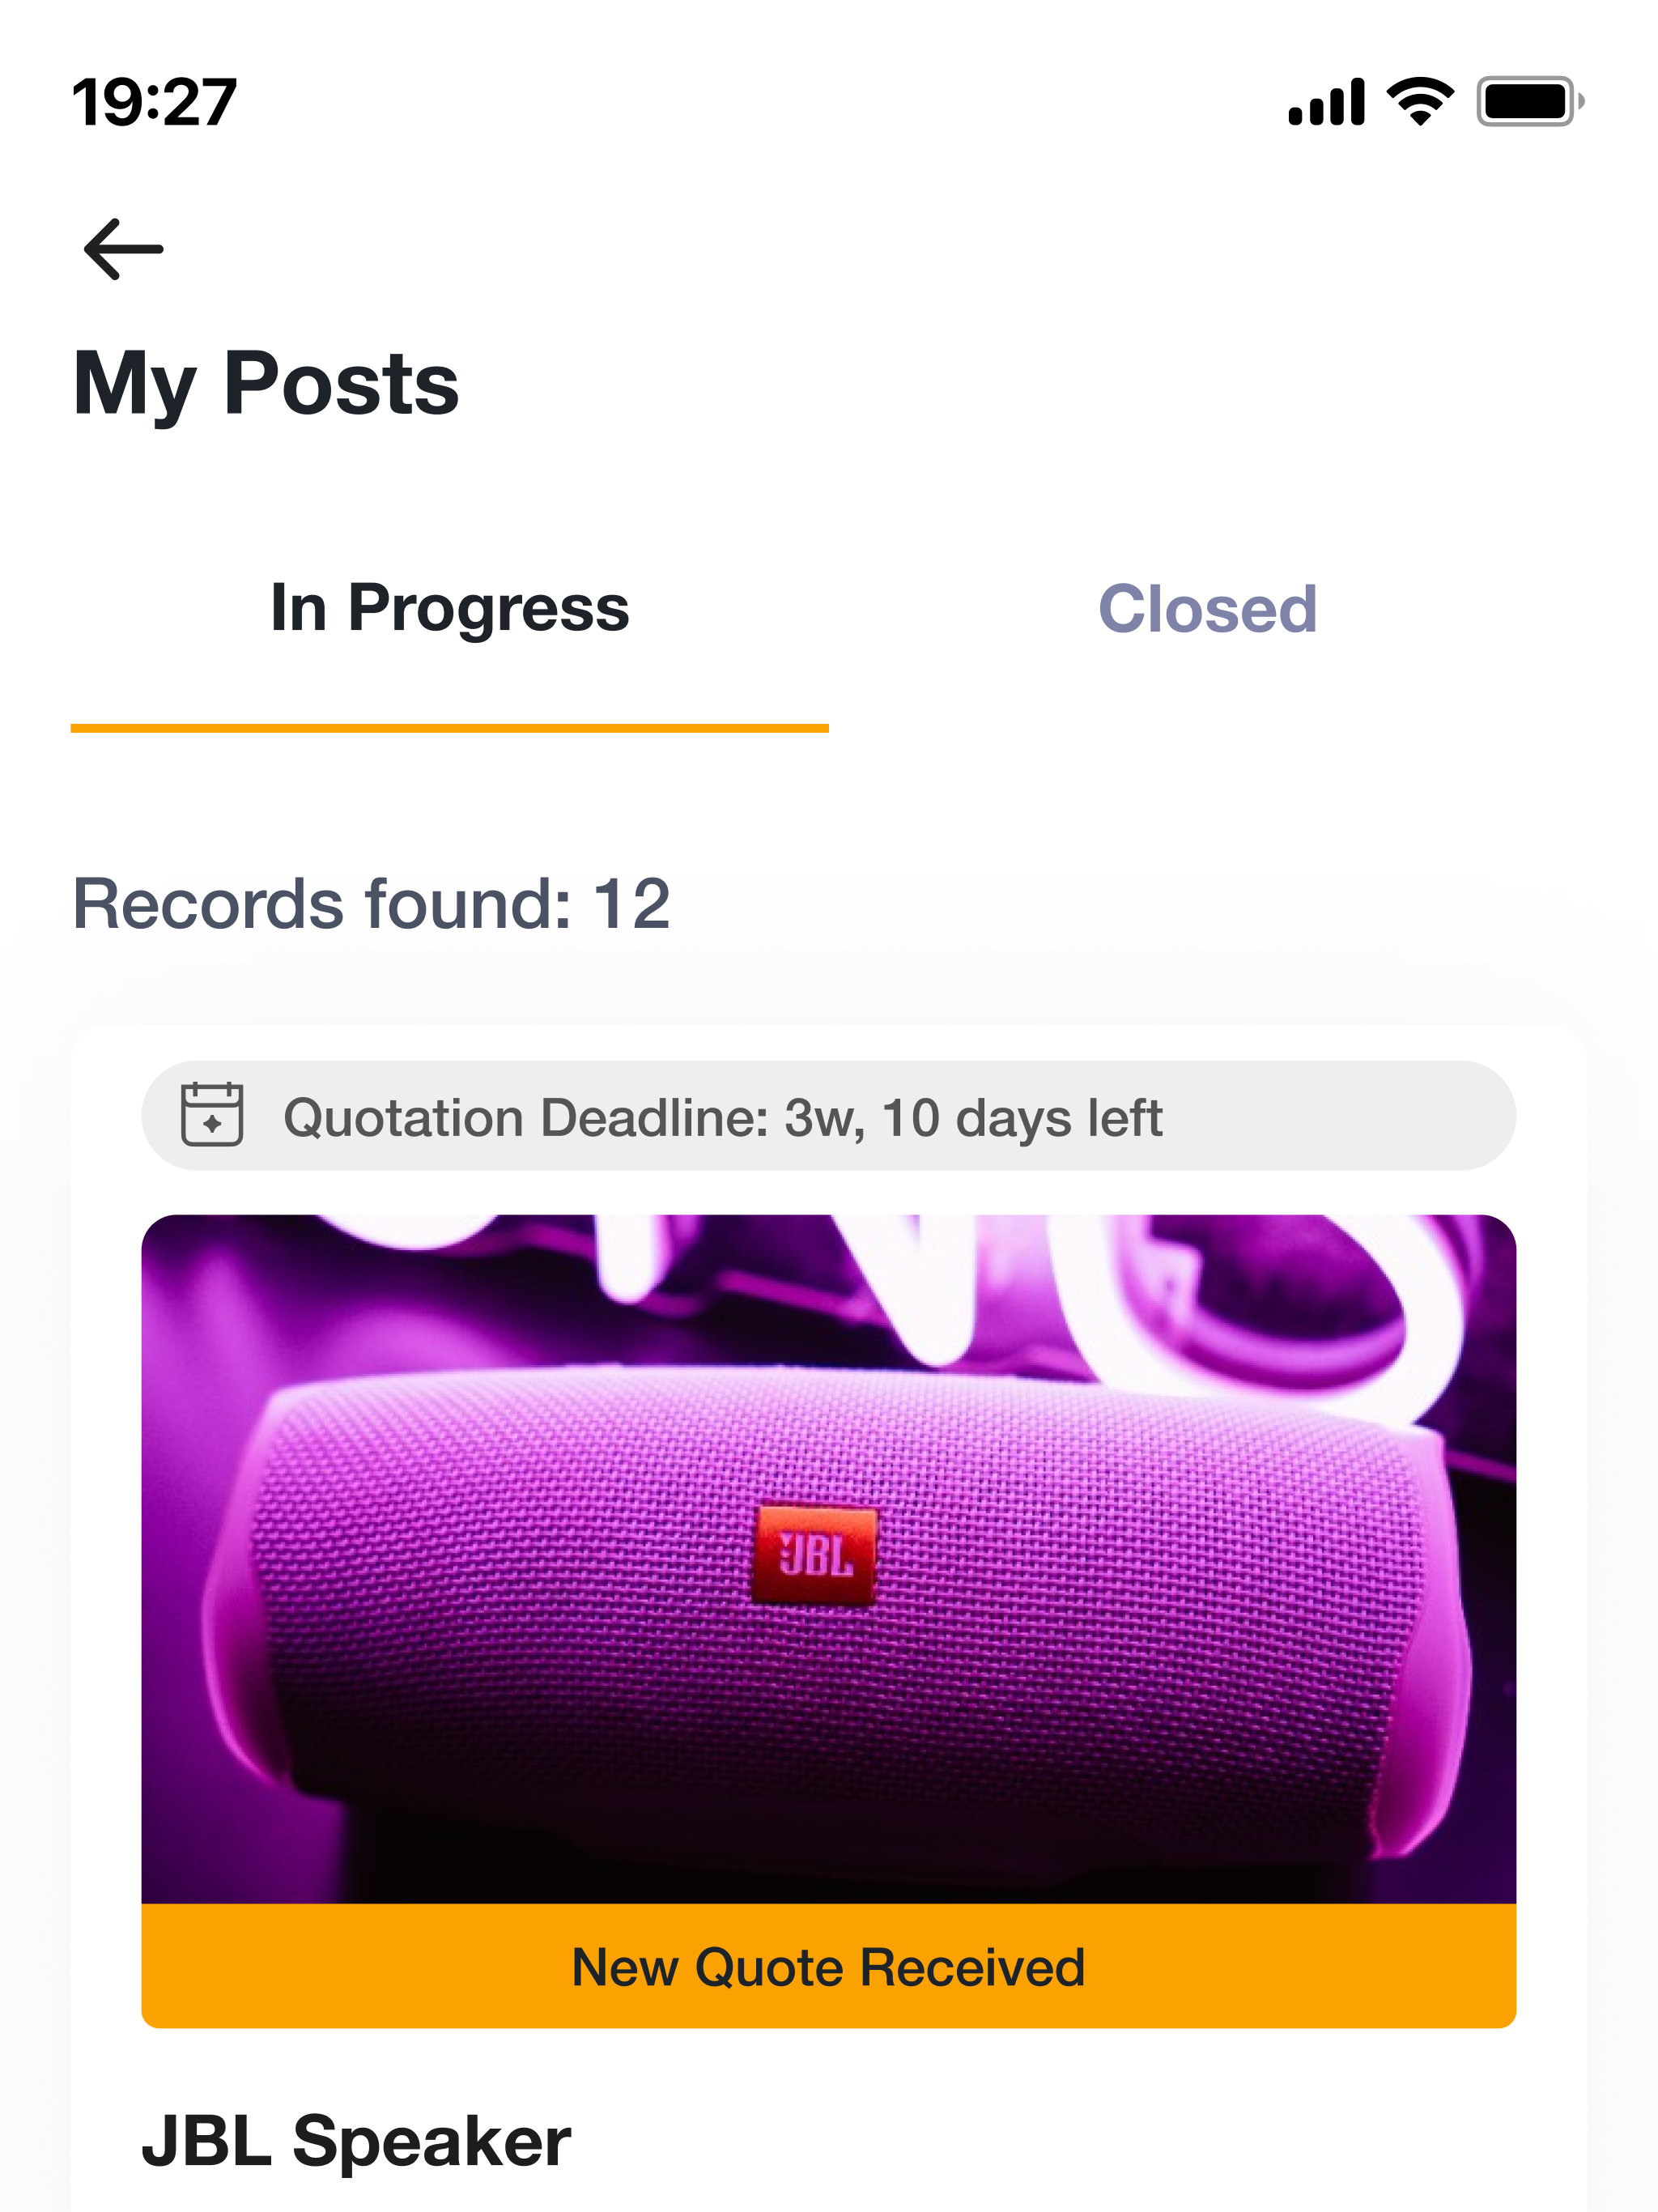 19:27
My Posts
In Progress
Closed
Records found: 12
Quotation Deadline: 3w, 10 days left
JBL
New Quote Received
JBL Speaker